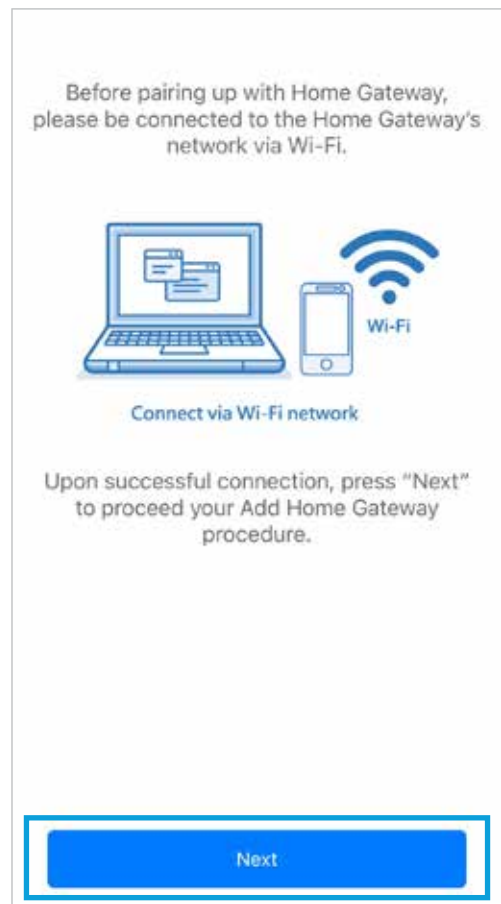 Before pairing up with Home Gateway,
please be connected to the Home Gateway's
network via Wi-Fi.
Wi-Fi
Connect via Wi-Fi network
Upon successful connection, press "Next"
to proceed your Add Home Gateway
procedure.
Next